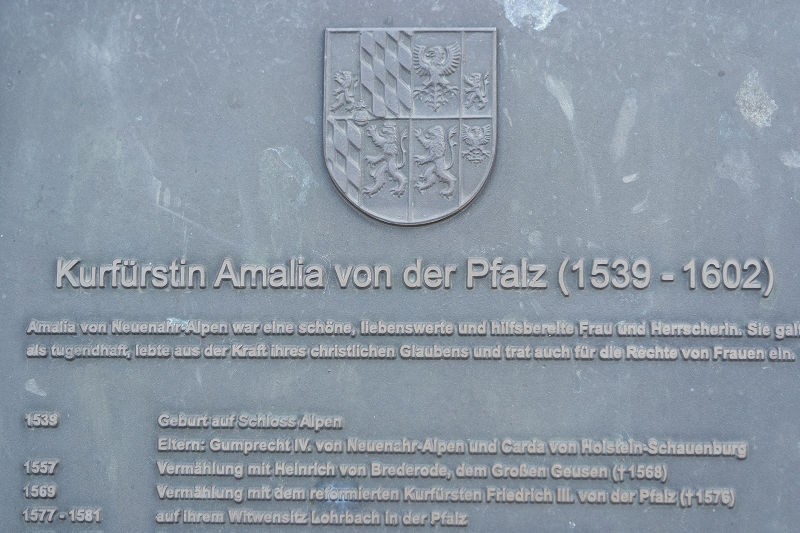 Kurfürstin Amalia von der Pfalz (1539 - 1602)
Amalia von Neuenahr-Alpen war eine schöne, liebenswerte und hilfsbereite Frau und Herrscherin. Sie galt
als tugendhaft, lebte aus der Kraft ihres christlichen Glaubens und trat auch für die Rechte von Frauen ein.
1539 Geburt auf Schloss Alpen
Eltern: Gumprecht IV. von Neuenahr-Alpen und Carda von Holstein-Schauenburg
1557 Vermählung mit Heinrich von Brederode, dem Großen Geusen (†1568)
1569 Vermählung mit dem reformierten Kurfürsten Friedrich III. von der Pfalz (†1576)
1577 - 1581 auf ihrem Witwensitz Lohrbach in der Pfalz